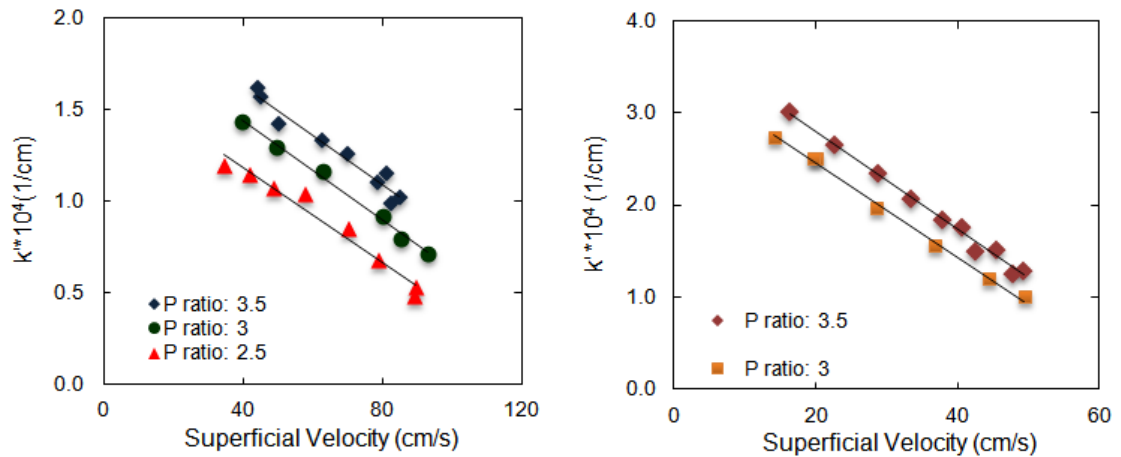 2.0
1.5
1.0
0.5
0.0
k'*10⁴(1/cm)
P ratio: 3.5
P ratio: 3
P ratio: 2.5
0 40 80 120
Superficial Velocity (cm/s)
4.0
3.0
2.0
1.0
0.0
k'*10⁴ (1/cm)
P ratio: 3.5
P ratio: 3
0 20 40 60
Superficial Velocity (cm/s)